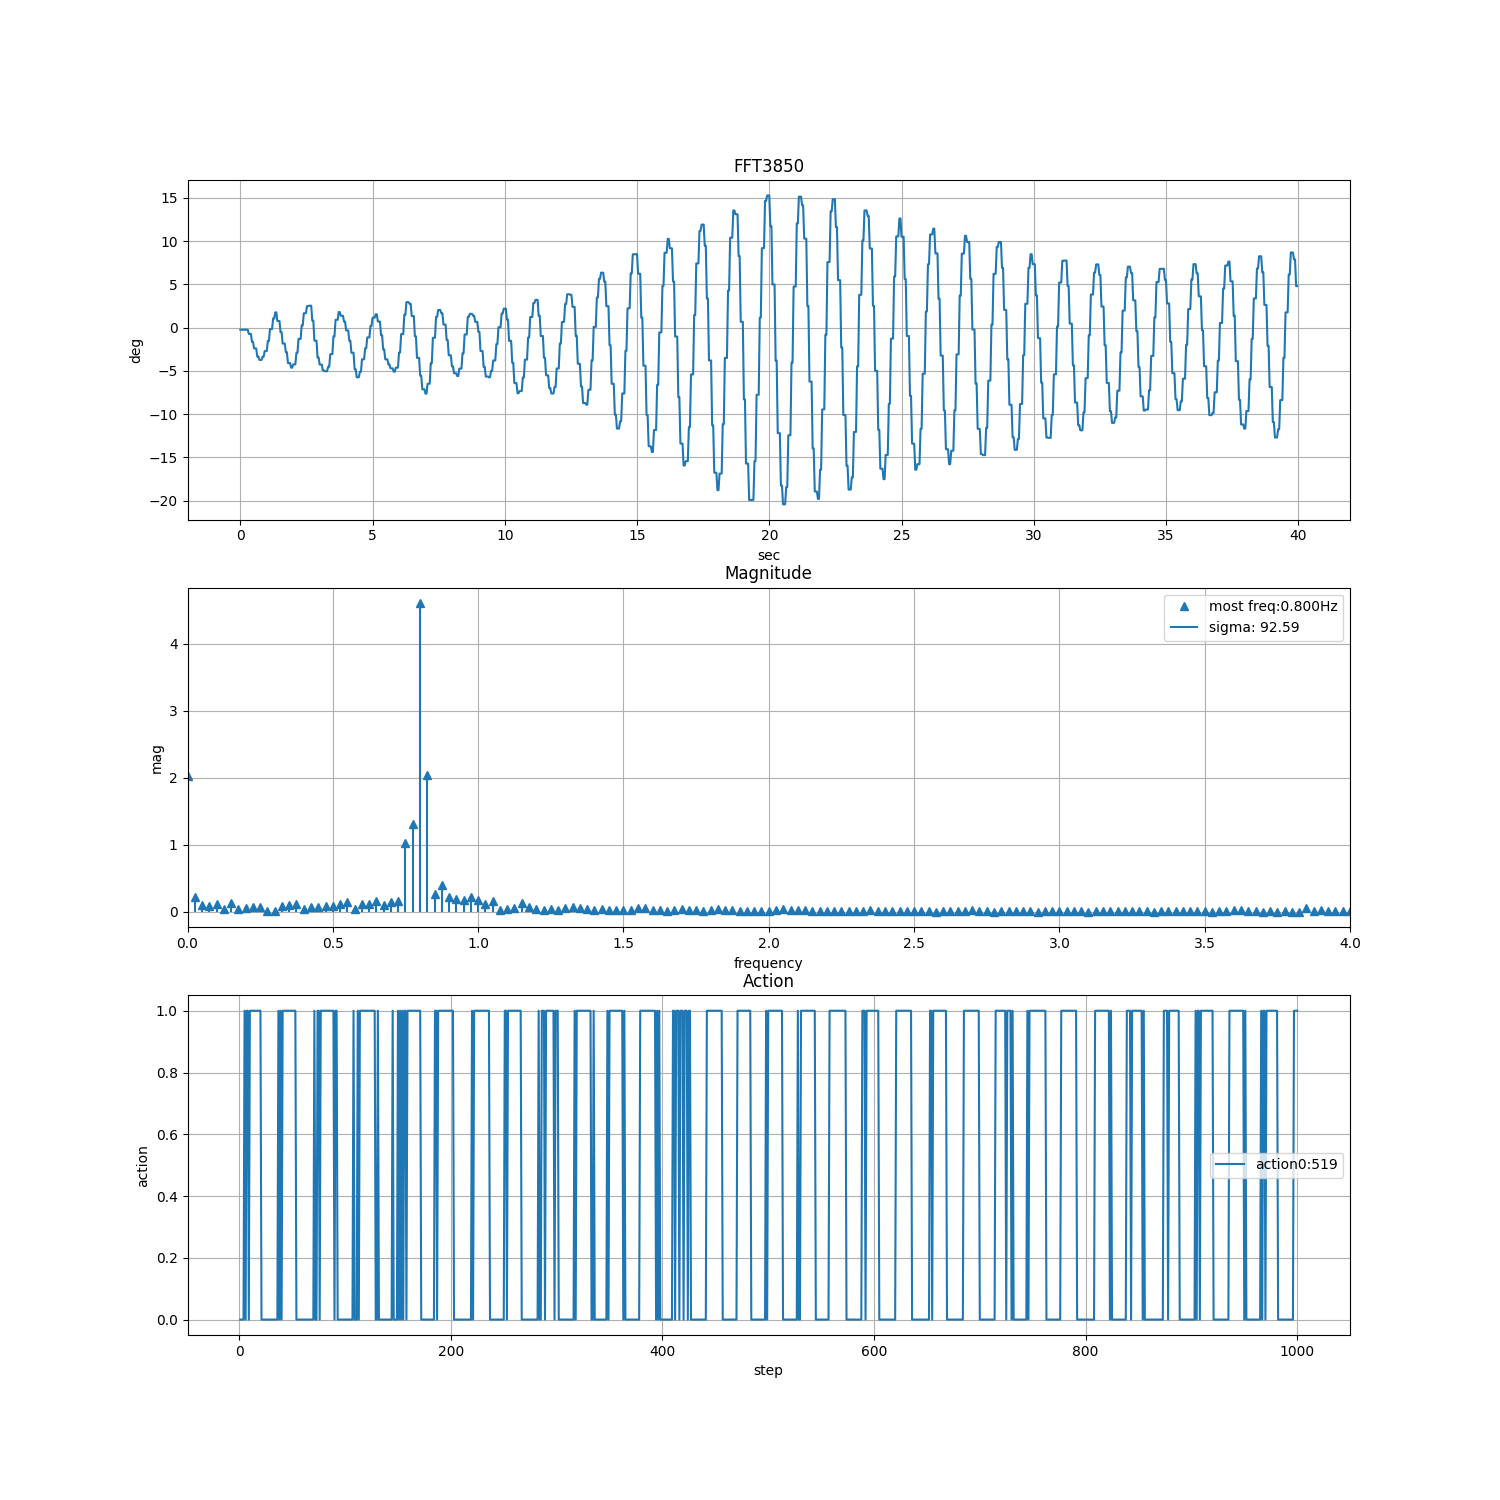 FFT3850
15
10
5
0
−5
−10
−15
−20
deg
0 5 10 15 20 25 30 35 40
sec
Magnitude
most freq:0.800Hz
sigma: 92.59
4
3
2
1
0
mag
0.0 0.5 1.0 1.5 2.0 2.5 3.0 3.5 4.0
frequency
Action
1.0
0.8
0.6
0.4
0.2
0.0
action
action0:519
0 200 400 600 800 1000
step